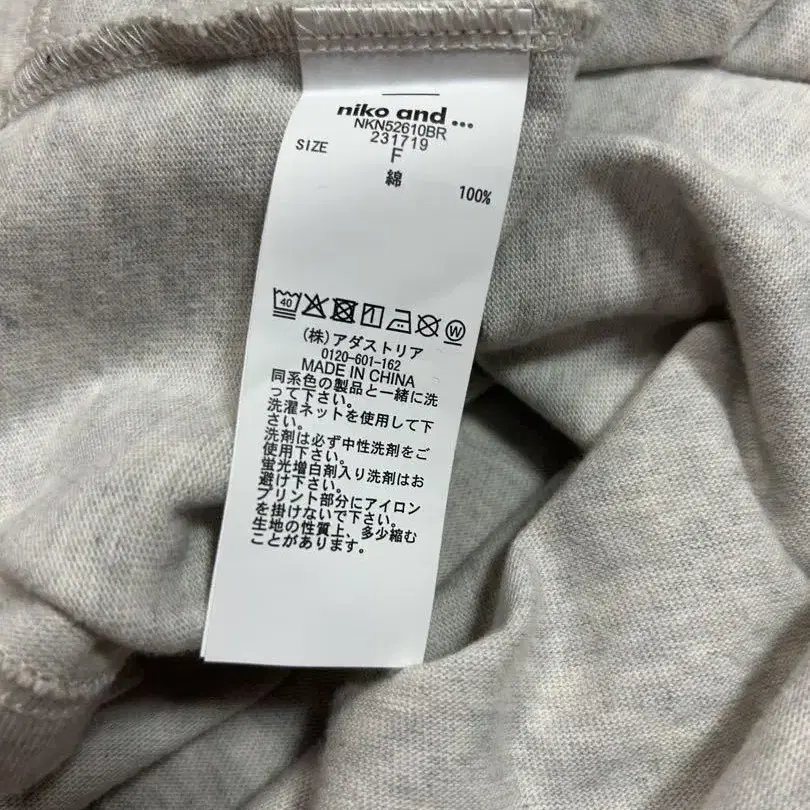 niko and ...
NKN52610BR
231719
SIZE F
綿 100%
40
W
(株)アダストリア
0120-601-162
MADE IN CHINA
同系色の製品と一緒に洗
って下さい。
洗濯ネットを使用して下
さい。
洗剤は必ず中性洗剤をご
使用下さい。
蛍光増白剤入り洗剤はお
避け下さい。
プリント部分にアイロン
を掛けないで下さい。
生地の性質上、多少縮む
ことがあります。